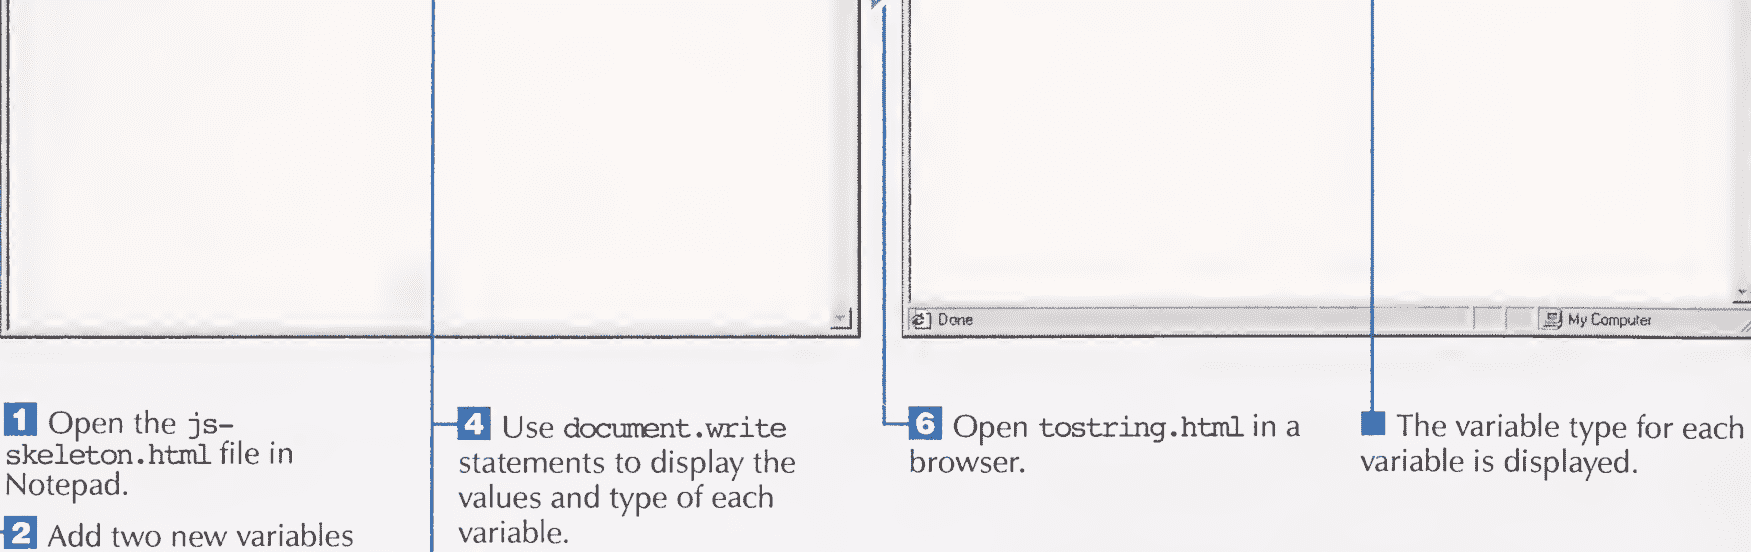 Done
My Computer
1 Open the js-
skeleton.html file in
Notepad.
2 Add two new variables
4 Use document.write
statements to display the
values and type of each
variable.
6 Open tostring.html in a
browser.
The variable type for each
variable is displayed.